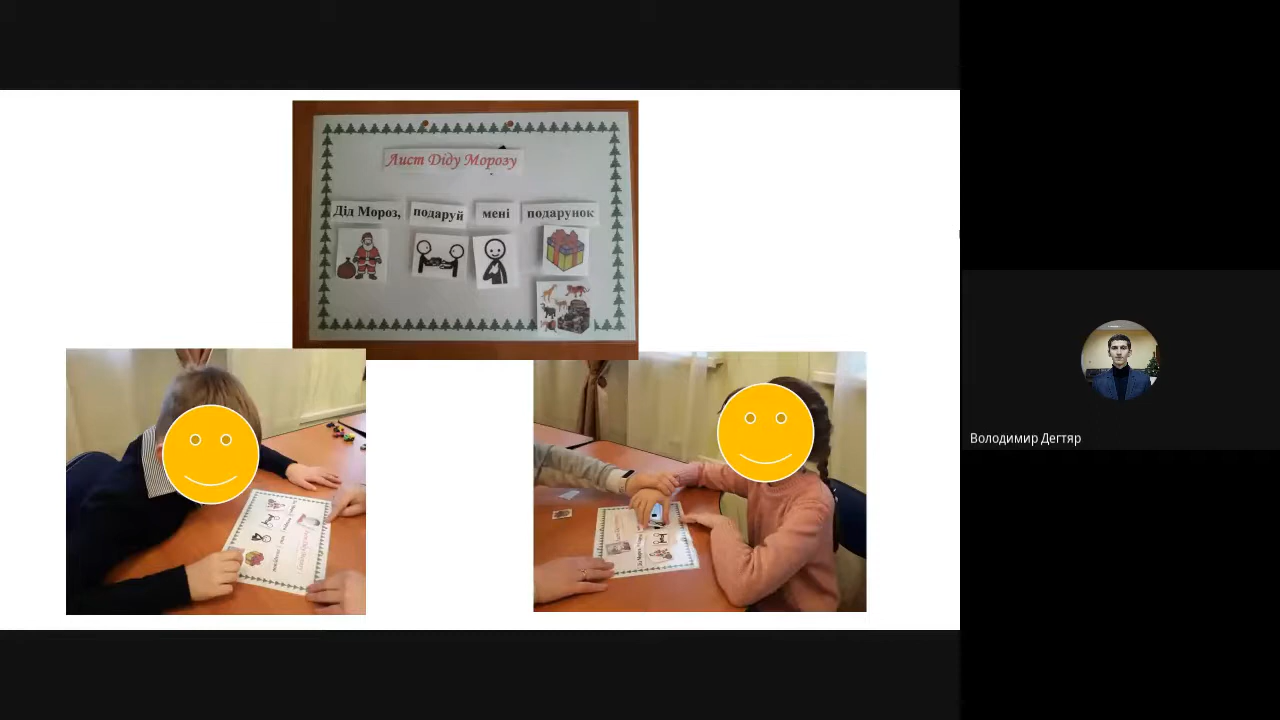 Лист Діду Морозу
Дід Мороз, подаруй мені подарунок
Володимир Дегтяр